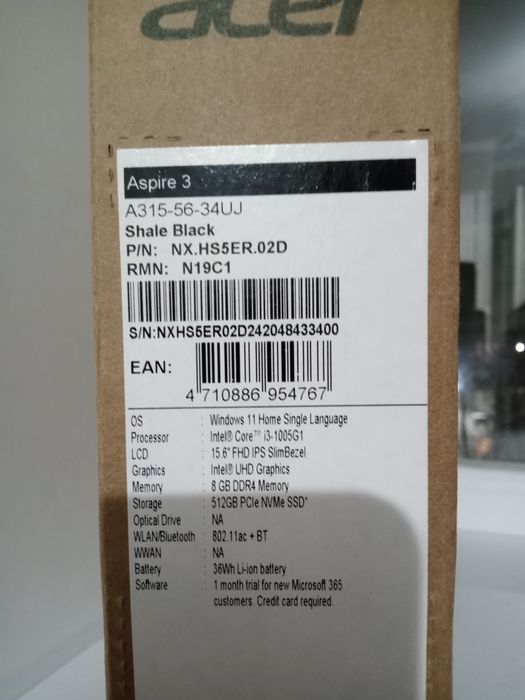 acer
Aspire 3
A315-56-34UJ
Shale Black
P/N: NX.HS5ER.02D
RMN: N19C1
S/N:NXHS5ER02D242048433400
EAN:
4 710886 954767
OS : Windows 11 Home Single Language
Processor : Intel® Core™ i3-1005G1
LCD : 15.6" FHD IPS SlimBezel
Graphics : Intel® UHD Graphics
Memory : 8 GB DDR4 Memory
Storage : 512GB PCIe NVMe SSD*
Optical Drive : NA
WLAN/Bluetooth : 802.11ac + BT
WWAN : NA
Battery : 36Wh Li-ion battery
Software : 1 month trial for new Microsoft 365
customers. Credit card required.